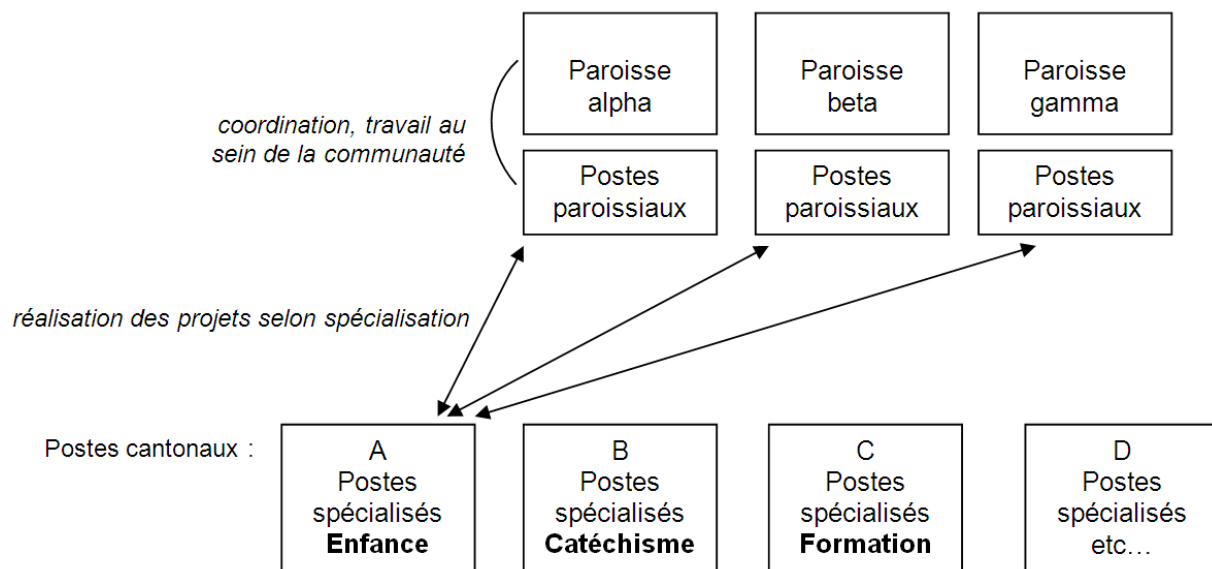 Paroisse
alpha
Paroisse
beta
Paroisse
gamma
coordination, travail au
sein de la communauté
Postes
paroissiaux
Postes
paroissiaux
Postes
paroissiaux
réalisation des projets selon spécialisation
Postes cantonaux :
A
Postes
spécialisés
Enfance
B
Postes
spécialisés
Catéchisme
C
Postes
spécialisés
Formation
D
Postes
spécialisés
etc…